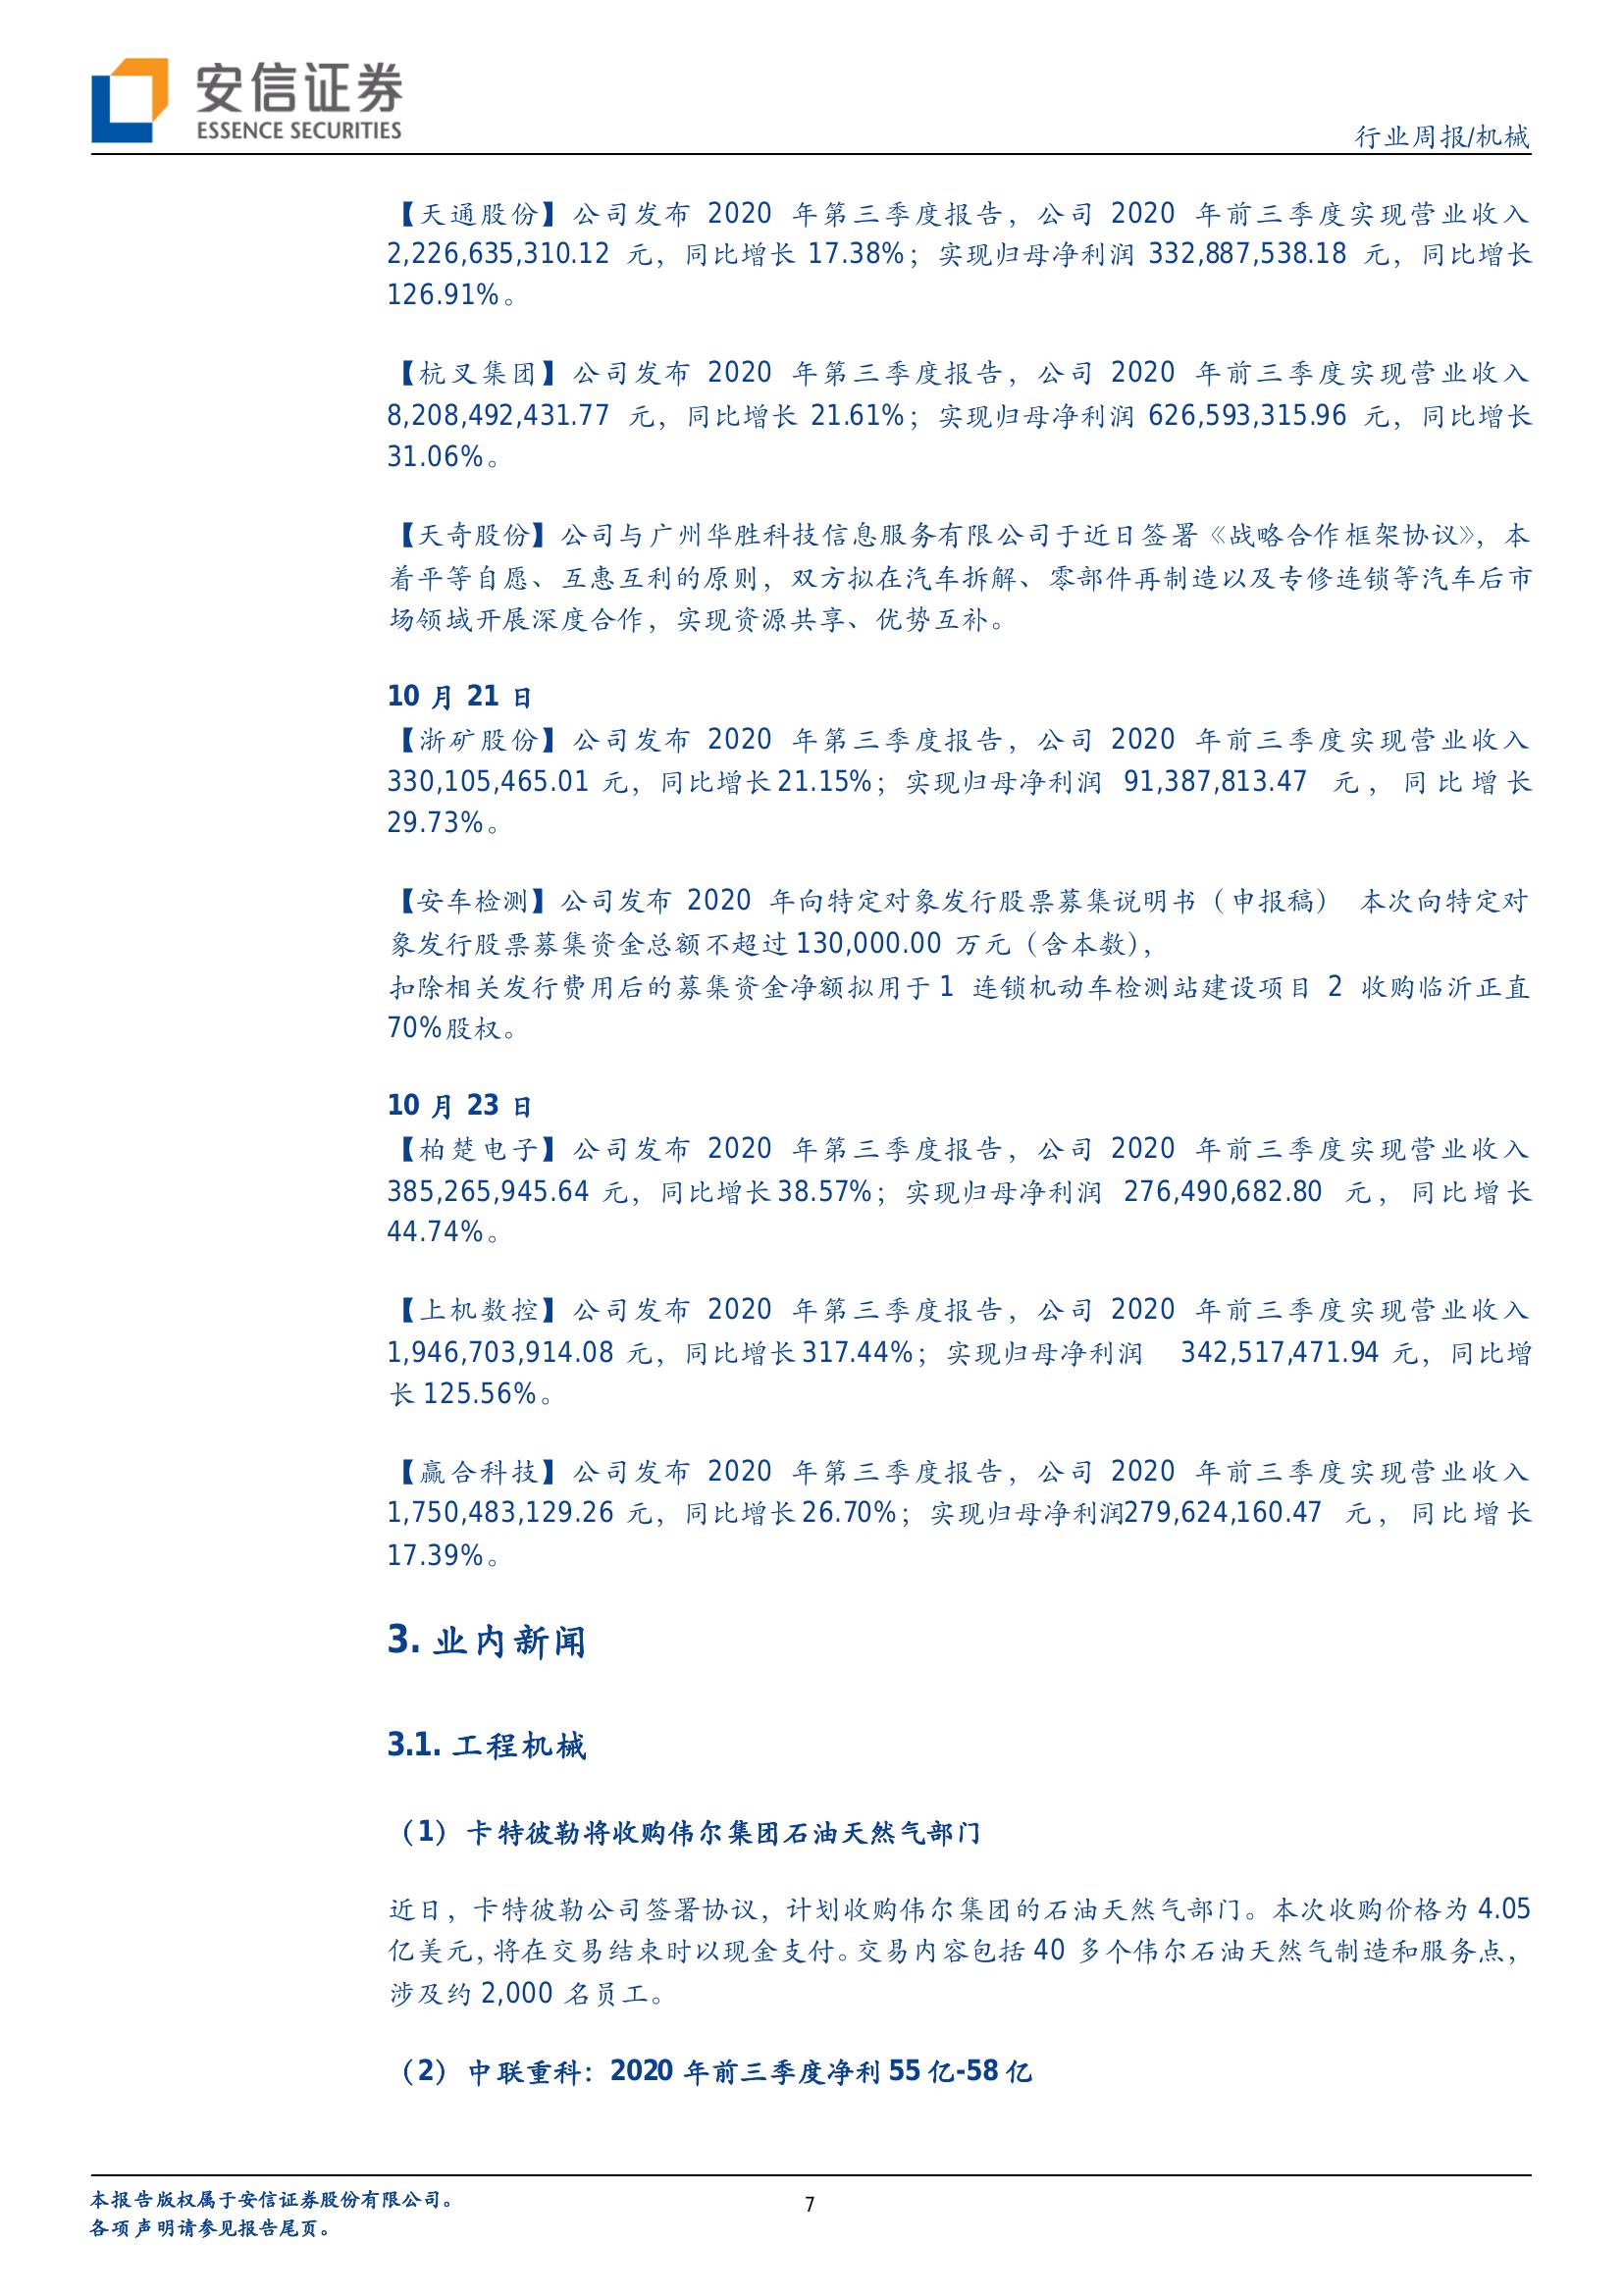 安信证券
ESSENCE SECURITIES
行业周报/机械
【天通股份】公司发布 2020 年第三季度报告，公司 2020 年前三季度实现营业收入
2,226,635,310.12 元，同比增长 17.38%；实现归母净利润 332,887,538.18 元，同比增长
126.91%。
【杭叉集团】公司发布 2020 年第三季度报告，公司 2020 年前三季度实现营业收入
8,208,492,431.77 元，同比增长 21.61%；实现归母净利润 626,593,315.96 元，同比增长
31.06%。
【天奇股份】公司与广州华胜科技信息服务有限公司于近日签署《战略合作框架协议》，本
着平等自愿、互惠互利的原则，双方拟在汽车拆解、零部件再制造以及专修连锁等汽车后市
场领域开展深度合作，实现资源共享、优势互补。
10 月 21 日
【浙矿股份】公司发布 2020 年第三季度报告，公司 2020 年前三季度实现营业收入
330,105,465.01 元，同比增长 21.15%；实现归母净利润 91,387,813.47 元，同比增长
29.73%。
【安车检测】公司发布 2020 年向特定对象发行股票募集说明书（申报稿） 本次向特定对
象发行股票募集资金总额不超过 130,000.00 万元（含本数），
扣除相关发行费用后的募集资金净额拟用于 1 连锁机动车检测站建设项目 2 收购临沂正直
70%股权。
10 月 23 日
【柏楚电子】公司发布 2020 年第三季度报告，公司 2020 年前三季度实现营业收入
385,265,945.64 元，同比增长 38.57%；实现归母净利润 276,490,682.80 元，同比增长
44.74%。
【上机数控】公司发布 2020 年第三季度报告，公司 2020 年前三季度实现营业收入
1,946,703,914.08 元，同比增长 317.44%；实现归母净利润 342,517,471.94 元，同比增
长 125.56%。
【赢合科技】公司发布 2020 年第三季度报告，公司 2020 年前三季度实现营业收入
1,750,483,129.26 元，同比增长 26.70%；实现归母净利润279,624,160.47 元，同比增长
17.39%。
3. 业内新闻
3.1. 工程机械
（1）卡特彼勒将收购伟尔集团石油天然气部门
近日，卡特彼勒公司签署协议，计划收购伟尔集团的石油天然气部门。本次收购价格为 4.05
亿美元，将在交易结束时以现金支付。交易内容包括 40 多个伟尔石油天然气制造和服务点，
涉及约 2,000 名员工。
（2）中联重科：2020 年前三季度净利 55 亿-58 亿
本报告版权属于安信证券股份有限公司。
各项声明请参见报告尾页。
7